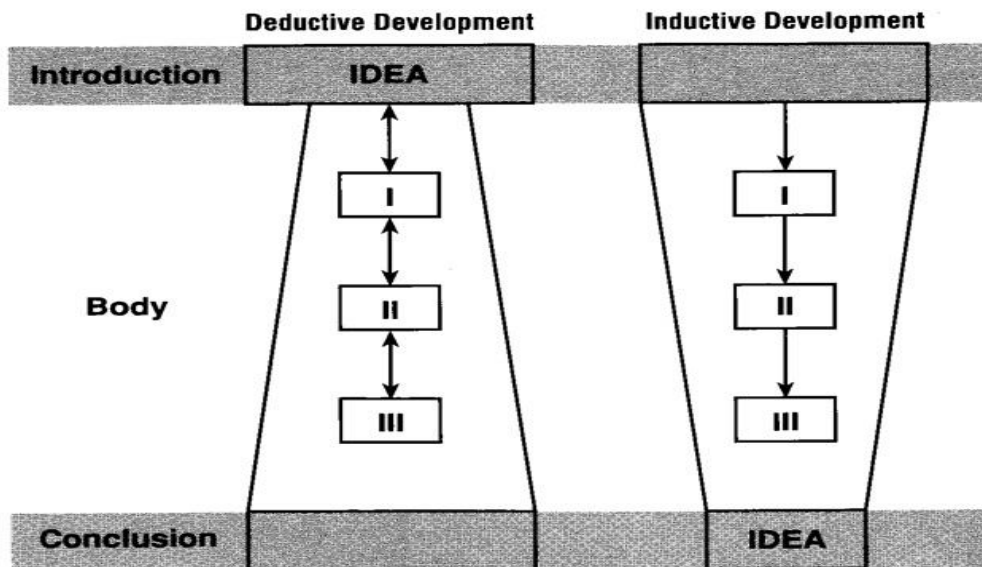 Deductive Development
Inductive Development
Introduction
IDEA
I
I
Body
II
II
III
III
Conclusion
IDEA